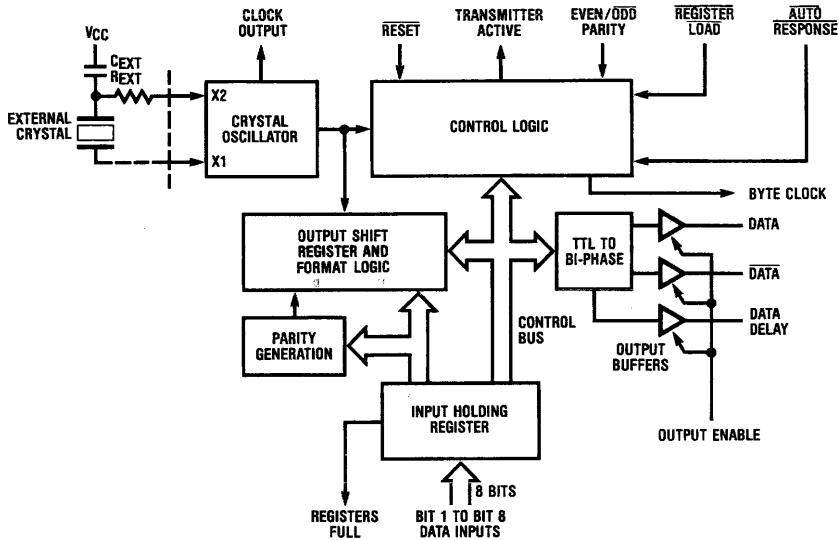 VCC
CEXT
REXT
EXTERNAL
CRYSTAL
CLOCK
OUTPUT
X2
CRYSTAL
OSCILLATOR
X1
RESET
TRANSMITTER
ACTIVE
EVEN/ODD
PARITY
REGISTER
LOAD
AUTO
RESPONSE
CONTROL LOGIC
BYTE CLOCK
OUTPUT SHIFT
REGISTER AND
FORMAT LOGIC
TTL TO
BI-PHASE
DATA
DATA
DATA
DELAY
PARITY
GENERATION
CONTROL
BUS
OUTPUT
BUFFERS
INPUT HOLDING
REGISTER
OUTPUT ENABLE
8 BITS
REGISTERS
FULL
BIT 1 TO BIT 8
DATA INPUTS